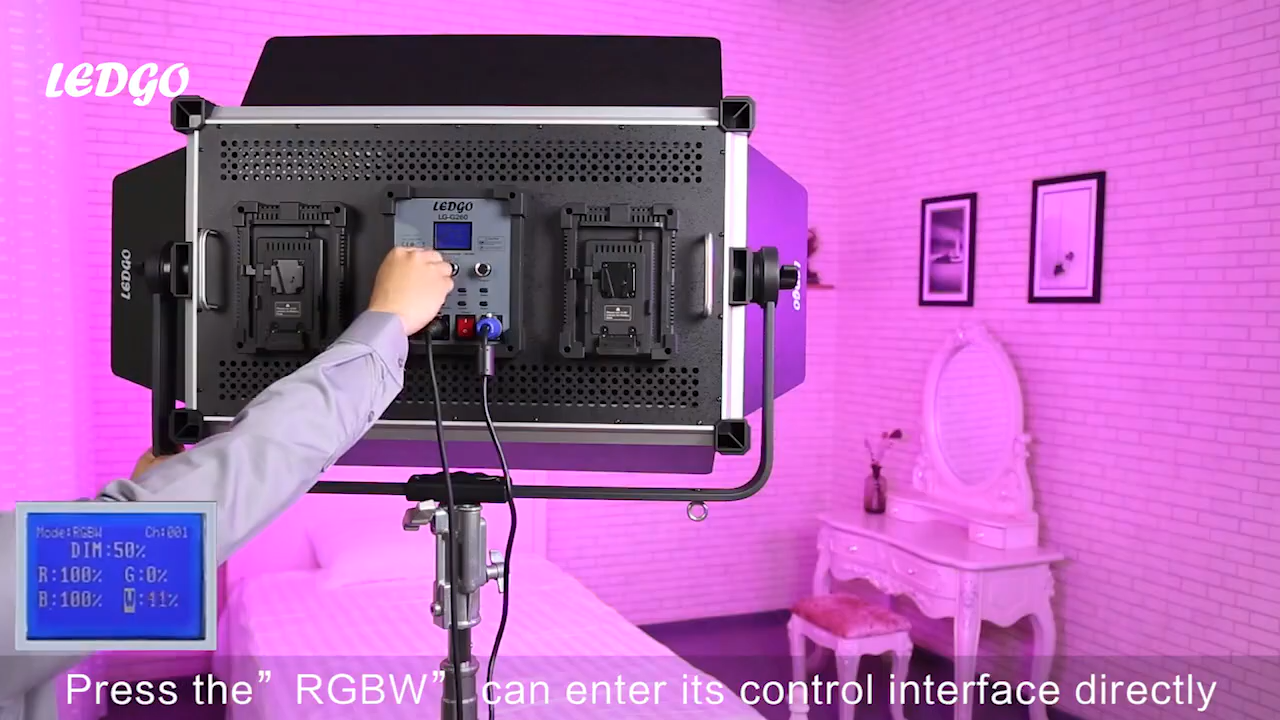 LEDGO
LEDGO
LG-G260
LEDGO
LEDGO
Mode:RGBW Ch:001
DIM:50%
R:100% G:0%
B:100% W:41%
Press the” RGBW” can enter its control interface directly